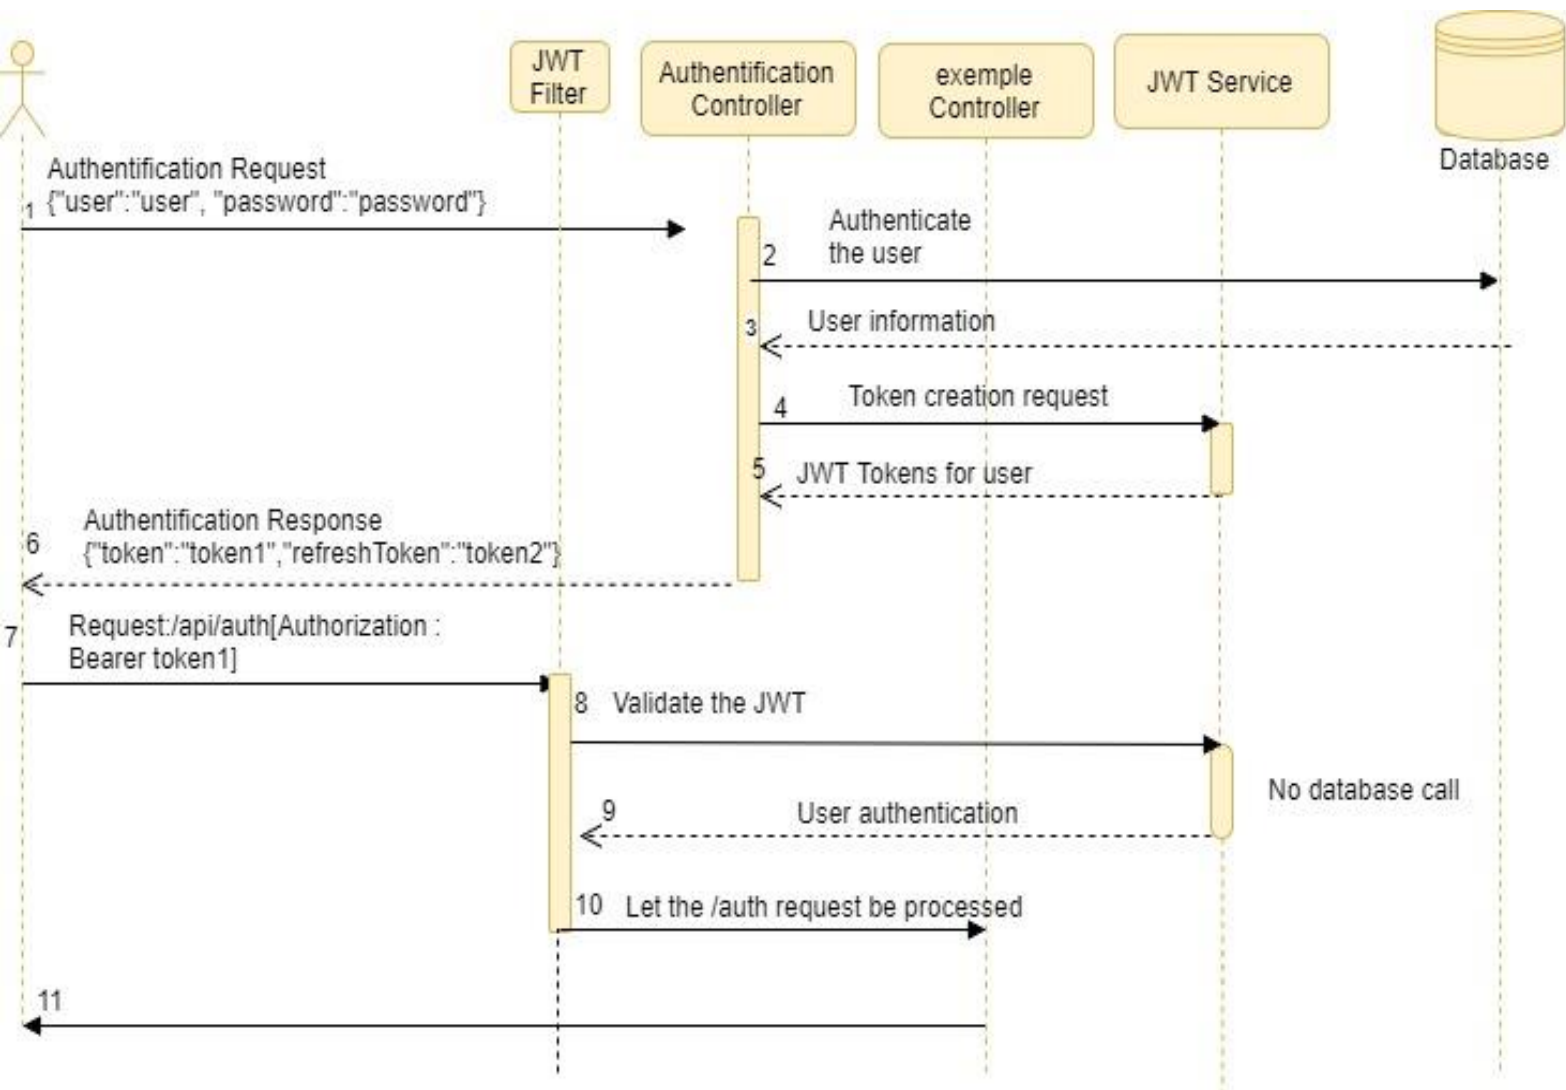 JWT
Filter
Authentification
Controller
exemple
Controller
JWT Service
Database
Authentification Request
{"user":"user", "password":"password"}
1
Authenticate
the user
2
User information
3
Token creation request
4
JWT Tokens for user
5
Authentification Response
{"token":"token1","refreshToken":"token2"}
6
Request:/api/auth[Authorization :
Bearer token1]
7
8 Validate the JWT
No database call
9
User authentication
10 Let the /auth request be processed
11